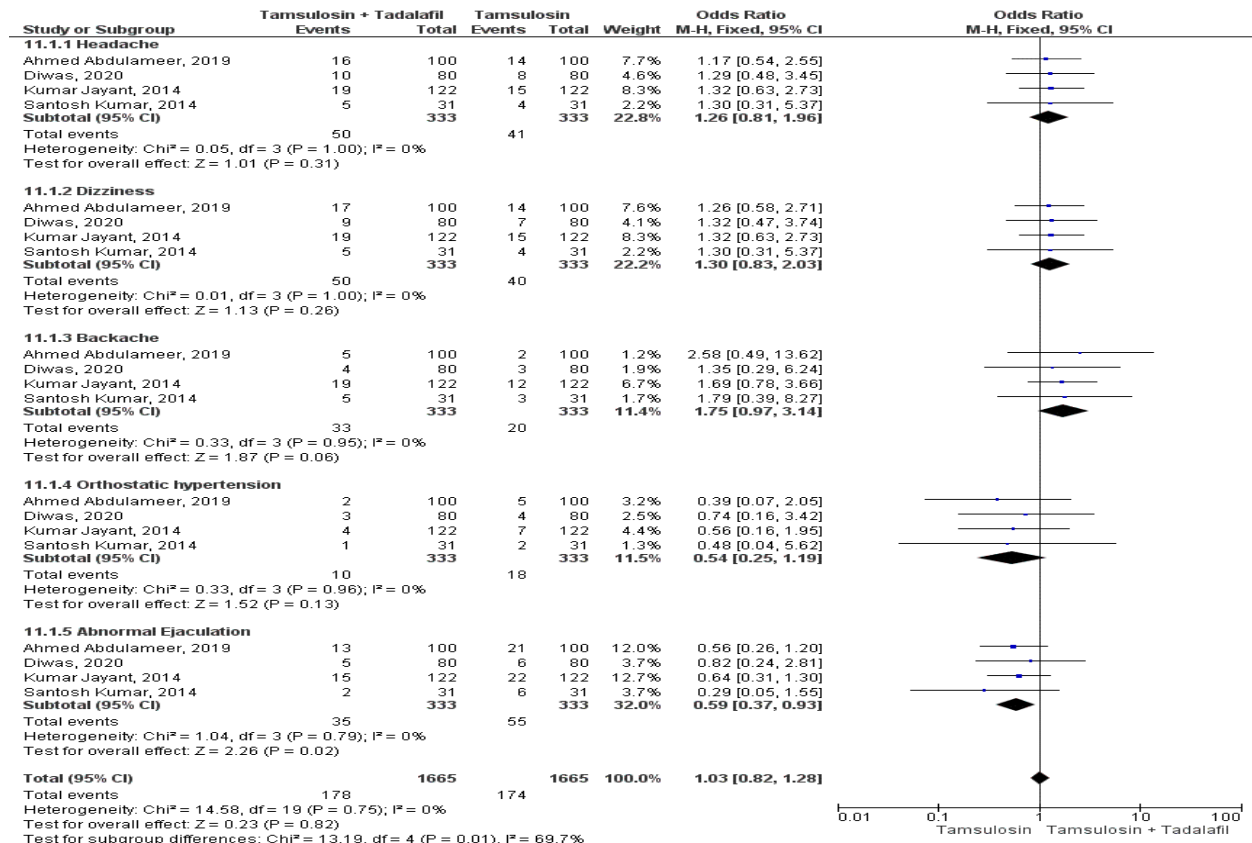 Tamsulosin + Tadalafil Tamsulosin Odds Ratio Odds Ratio
Study or Subgroup Events Total Events Total Weight M-H, Fixed, 95% CI M-H, Fixed, 95% CI
11.1.1 Headache
Ahmed Abdulameer, 2019 16 100 14 100 7.7% 1.17 [0.54, 2.55]
Diwas, 2020 10 80 8 80 4.6% 1.29 [0.48, 3.45]
Kumar Jayant, 2014 19 122 15 122 8.3% 1.32 [0.63, 2.73]
Santosh Kumar, 2014 5 31 4 31 2.2% 1.30 [0.31, 5.37]
Subtotal (95% CI) 333 333 22.8% 1.26 [0.81, 1.96]
Total events 50 41
Heterogeneity: Chi² = 0.05, df = 3 (P = 1.00); I² = 0%
Test for overall effect: Z = 1.01 (P = 0.31)
11.1.2 Dizziness
Ahmed Abdulameer, 2019 17 100 14 100 7.6% 1.26 [0.58, 2.71]
Diwas, 2020 9 80 7 80 4.1% 1.32 [0.47, 3.74]
Kumar Jayant, 2014 19 122 15 122 8.3% 1.32 [0.63, 2.73]
Santosh Kumar, 2014 5 31 4 31 2.2% 1.30 [0.31, 5.37]
Subtotal (95% CI) 333 333 22.2% 1.30 [0.83, 2.03]
Total events 50 40
Heterogeneity: Chi² = 0.01, df = 3 (P = 1.00); I² = 0%
Test for overall effect: Z = 1.13 (P = 0.26)
11.1.3 Backache
Ahmed Abdulameer, 2019 5 100 2 100 1.2% 2.58 [0.49, 13.62]
Diwas, 2020 4 80 3 80 1.9% 1.35 [0.29, 6.24]
Kumar Jayant, 2014 19 122 12 122 6.7% 1.69 [0.78, 3.66]
Santosh Kumar, 2014 5 31 3 31 1.7% 1.79 [0.39, 8.27]
Subtotal (95% CI) 333 333 11.4% 1.75 [0.97, 3.14]
Total events 33 20
Heterogeneity: Chi² = 0.33, df = 3 (P = 0.95); I² = 0%
Test for overall effect: Z = 1.87 (P = 0.06)
11.1.4 Orthostatic hypertension
Ahmed Abdulameer, 2019 2 100 5 100 3.2% 0.39 [0.07, 2.05]
Diwas, 2020 3 80 4 80 2.5% 0.74 [0.16, 3.42]
Kumar Jayant, 2014 4 122 7 122 4.4% 0.56 [0.16, 1.95]
Santosh Kumar, 2014 1 31 2 31 1.3% 0.48 [0.04, 5.62]
Subtotal (95% CI) 333 333 11.5% 0.54 [0.25, 1.19]
Total events 10 18
Heterogeneity: Chi² = 0.33, df = 3 (P = 0.96); I² = 0%
Test for overall effect: Z = 1.52 (P = 0.13)
11.1.5 Abnormal Ejaculation
Ahmed Abdulameer, 2019 13 100 21 100 12.0% 0.56 [0.26, 1.20]
Diwas, 2020 5 80 6 80 3.7% 0.82 [0.24, 2.81]
Kumar Jayant, 2014 15 122 22 122 12.7% 0.64 [0.31, 1.30]
Santosh Kumar, 2014 2 31 6 31 3.7% 0.29 [0.05, 1.55]
Subtotal (95% CI) 333 333 32.0% 0.59 [0.37, 0.93]
Total events 35 55
Heterogeneity: Chi² = 1.04, df = 3 (P = 0.79); I² = 0%
Test for overall effect: Z = 2.26 (P = 0.02)
Total (95% CI) 1665 1665 100.0% 1.03 [0.82, 1.28]
Total events 178 174
Heterogeneity: Chi² = 14.58, df = 19 (P = 0.75); I² = 0%
Test for overall effect: Z = 0.23 (P = 0.82)
Test for subgroup differences: Chi² = 13.19, df = 4 (P = 0.01), I² = 69.7%
0.01 0.1 1 10 100
Tamsulosin Tamsulosin + Tadalafil